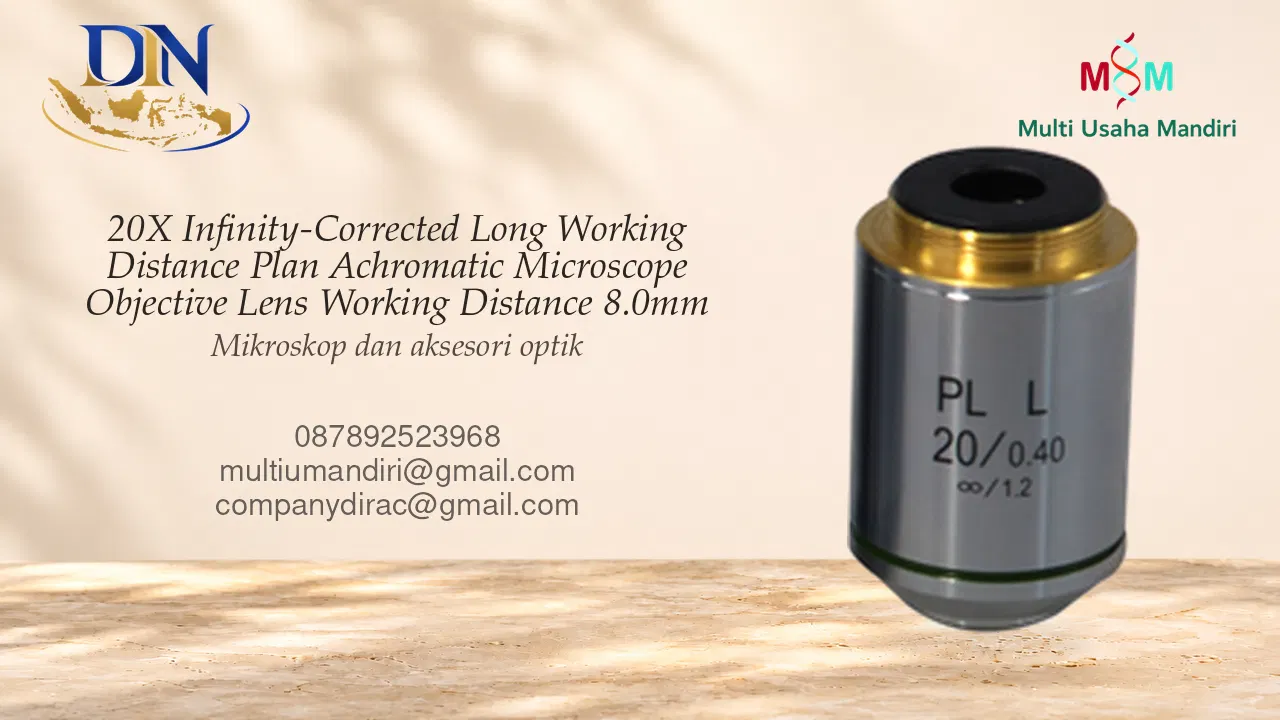 DIN
M M
Multi Usaha Mandiri
20X Infinity-Corrected Long Working
Distance Plan Achromatic Microscope
Objective Lens Working Distance 8.0mm
Mikroskop dan aksesori optik
087892523968
multiumandiri@gmail.com
companydirac@gmail.com
PL L
20/0.40
∞/1.2